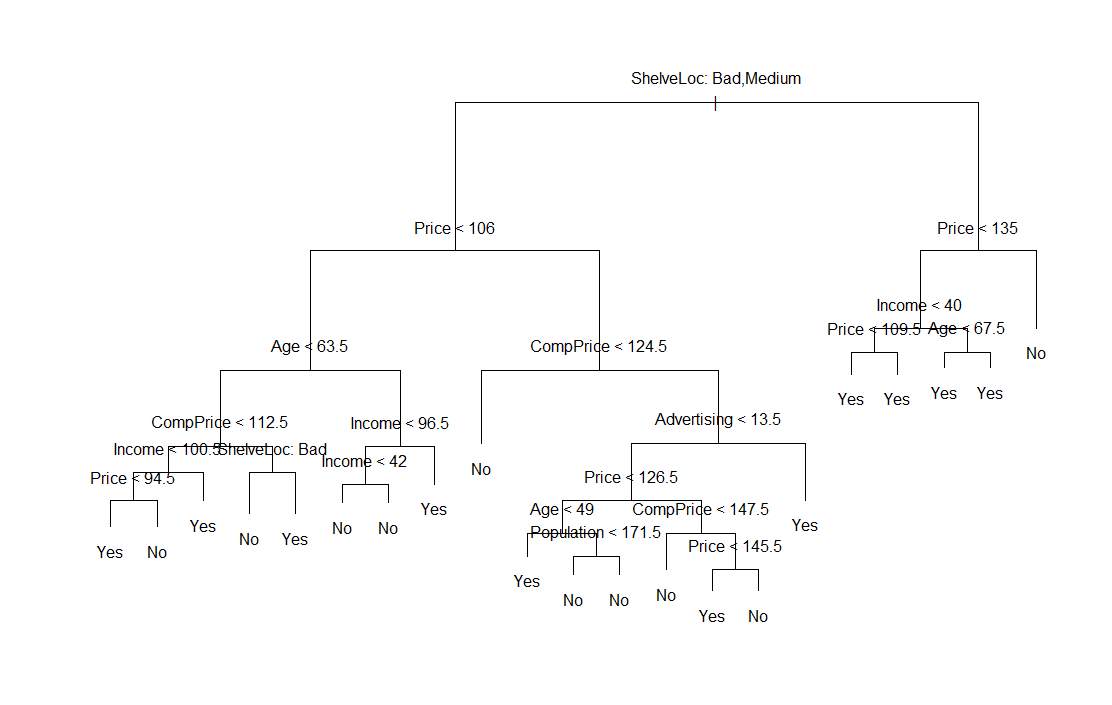 ShelveLoc: Bad,Medium
Price < 106
Price < 135
Income < 40
Price < 109.5
Age < 67.5
Age < 63.5
CompPrice < 124.5
No
Yes
Yes
Yes
Yes
CompPrice < 112.5
Income < 96.5
Advertising < 13.5
Income < 100.5
ShelveLoc: Bad
Income < 42
No
Price < 94.5
Price < 126.5
Yes
Age < 49
CompPrice < 147.5
Yes
No
No
Yes
Population < 171.5
Yes
No
Yes
Price < 145.5
Yes
No
Yes
No
No
No
Yes
No